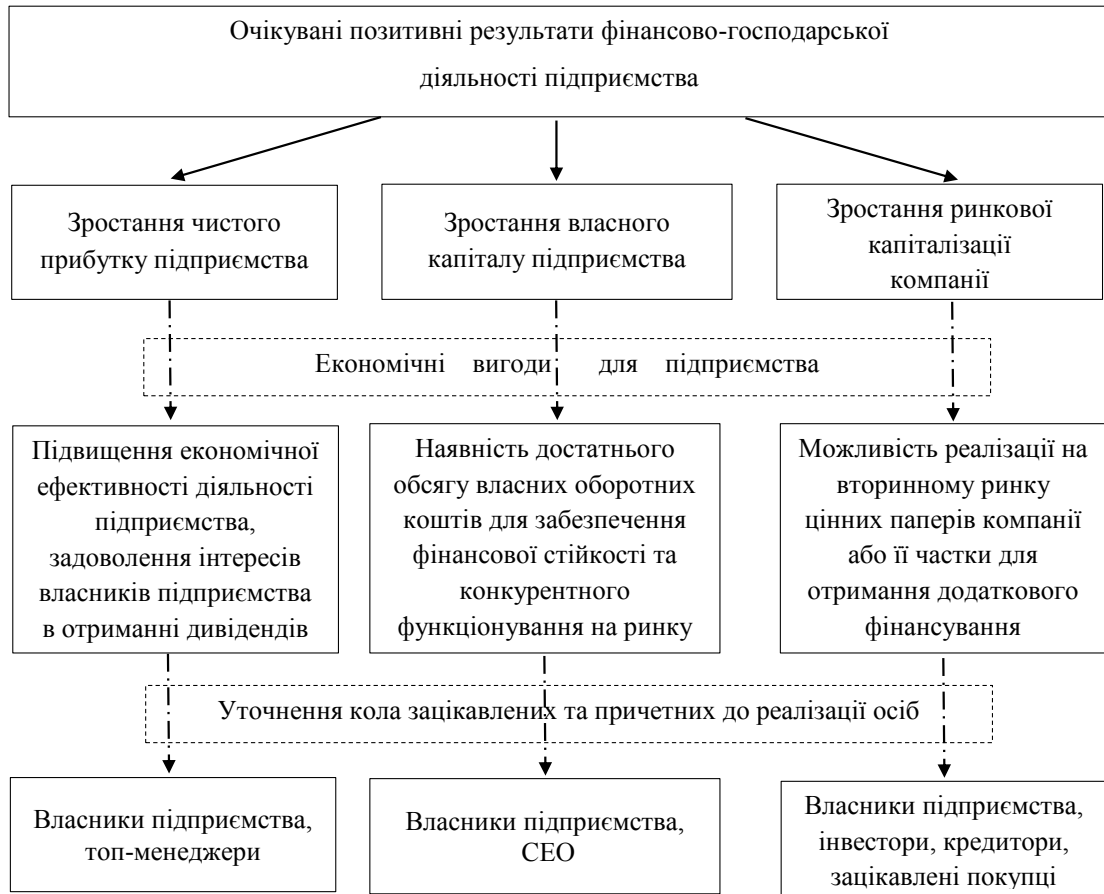 Очікувані позитивні результати фінансово-господарської
діяльності підприємства
Зростання чистого
прибутку підприємства
Зростання власного
капіталу підприємства
Зростання ринкової
капіталізації
компанії
Економічні вигоди для підприємства
Підвищення економічної
ефективності діяльності
підприємства,
задоволення інтересів
власників підприємства
в отриманні дивідендів
Наявність достатнього
обсягу власних оборотних
коштів для забезпечення
фінансової стійкості та
конкурентного
функціонування на ринку
Можливість реалізації на
вторинному ринку
цінних паперів компанії
або її частки для
отримання додаткового
фінансування
Уточнення кола зацікавлених та причетних до реалізації осіб
Власники підприємства,
топ-менеджери
Власники підприємства,
СЕО
Власники підприємства,
інвестори, кредитори,
зацікавлені покупці